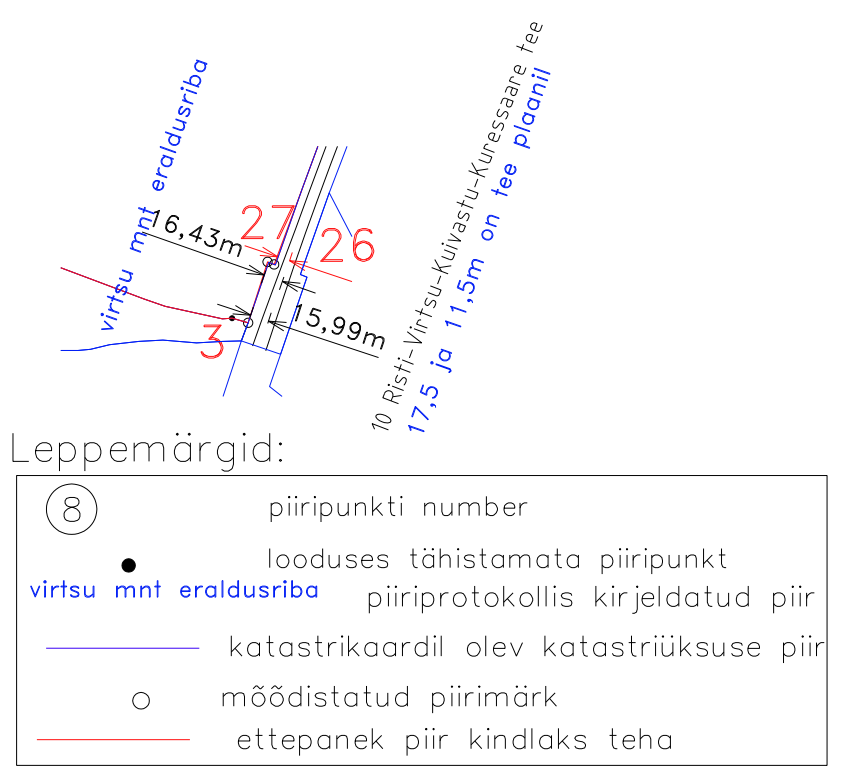 virtsu mnt eraldusriba
16,43m
27
26
3
15,99m
10 Risti-Virtsu-Kuivastu-Kuressaare tee
17,5 ja 11,5m on tee plaanil
Leppemärgid:
8 piiripunkti number
looduses tähistamata piiripunkt
virtsu mnt eraldusriba piiriprotokollis kirjeldatud piir
katastrikaardil olev katastriüksuse piir
mõõdistatud piirimärk
ettepanek piir kindlaks teha